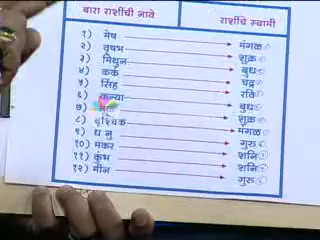 बारा राशींची नावे राशींचे स्वामी
१) मेष मंगळ
२) वृषभ शुक्र
३) मिथुन बुध
४) कर्क चंद्र
५) सिंह रवि
६) कन्या बुध
७) शुक्र
८) वृश्चिक मंगळ
९) धनु गुरु
१०) मकर शनि
११) कुंभ शनि
१२) मीन गुरु